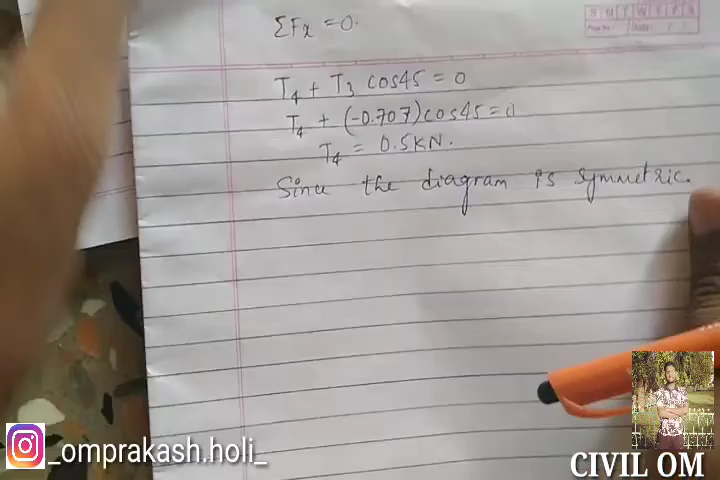 ΣFx = 0.
S M T W T F S
T4 + T3 cos45 = 0
T4 + (-0.707) cos45 = 0
T4 = 0.5KN.
Since the diagram is symmetric.
_omprakash.holi_
CIVIL OM